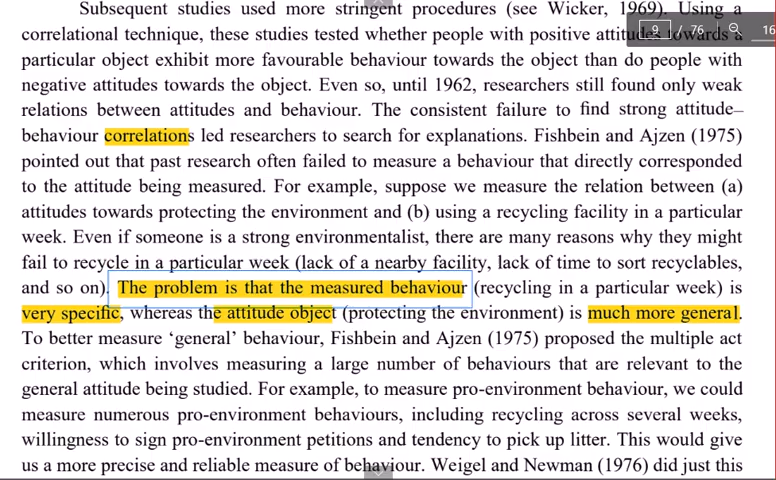 Subsequent studies used more stringent procedures (see Wicker, 1969). Using a
correlational technique, these studies tested whether people with positive attitudes towards a
particular object exhibit more favourable behaviour towards the object than do people with
negative attitudes towards the object. Even so, until 1962, researchers still found only weak
relations between attitudes and behaviour. The consistent failure to find strong attitude–
behaviour correlations led researchers to search for explanations. Fishbein and Ajzen (1975)
pointed out that past research often failed to measure a behaviour that directly corresponded
to the attitude being measured. For example, suppose we measure the relation between (a)
attitudes towards protecting the environment and (b) using a recycling facility in a particular
week. Even if someone is a strong environmentalist, there are many reasons why they might
fail to recycle in a particular week (lack of a nearby facility, lack of time to sort recyclables,
and so on). The problem is that the measured behaviour (recycling in a particular week) is
very specific, whereas the attitude object (protecting the environment) is much more general.
To better measure ‘general’ behaviour, Fishbein and Ajzen (1975) proposed the multiple act
criterion, which involves measuring a large number of behaviours that are relevant to the
general attitude being studied. For example, to measure pro-environment behaviour, we could
measure numerous pro-environment behaviours, including recycling across several weeks,
willingness to sign pro-environment petitions and tendency to pick up litter. This would give
us a more precise and reliable measure of behaviour. Weigel and Newman (1976) did just this
9 / 76
16